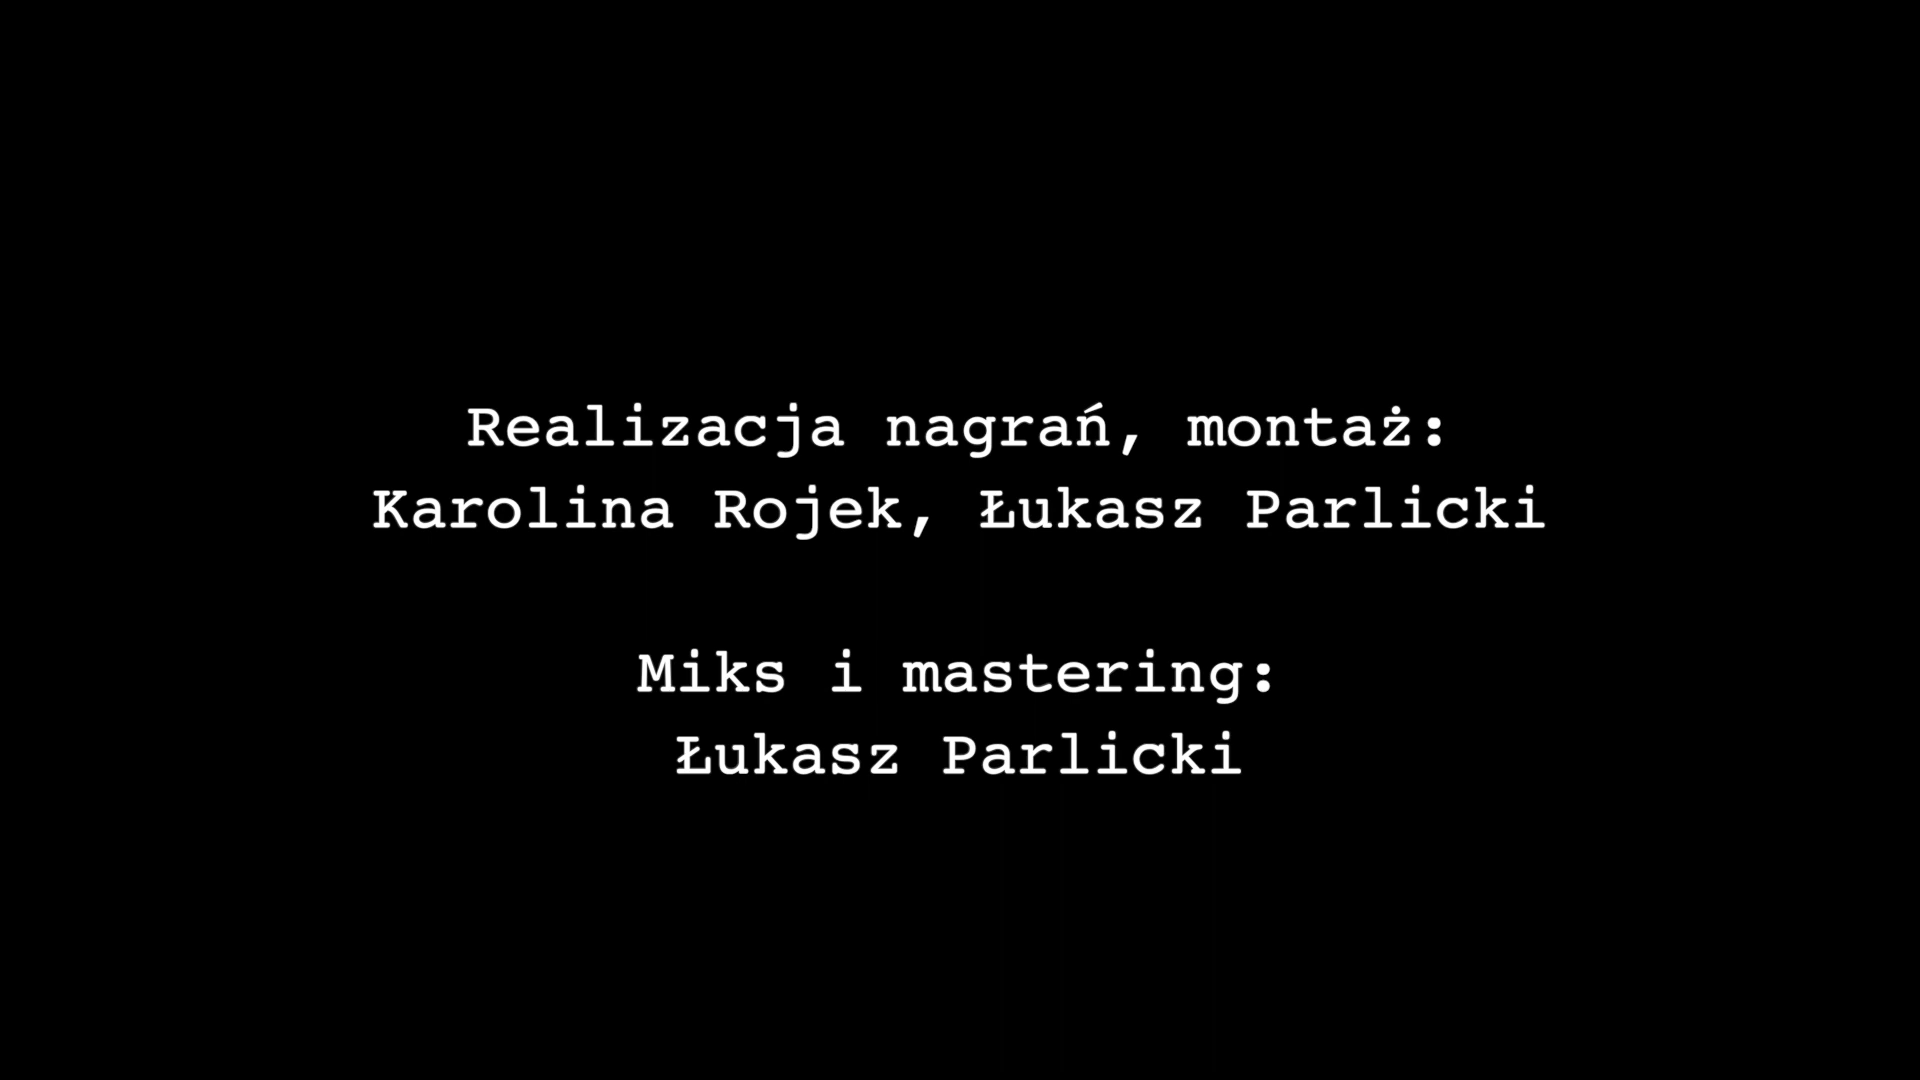 Realizacja nagrań, montaż:
Karolina Rojek, Łukasz Parlicki
Miks i mastering:
Łukasz Parlicki